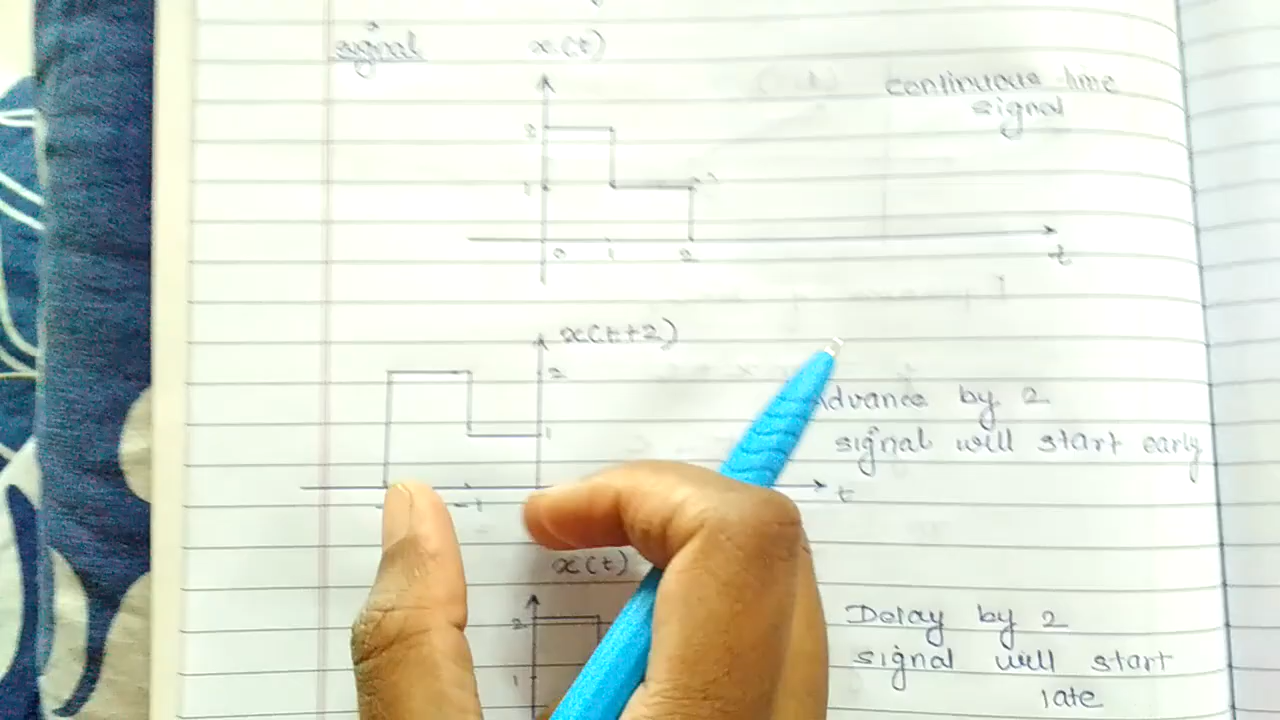 signal
x(t)
continuous time
signal
2
1
0 1 2
t
x(t+2)
2
Advance by 2
1
signal will start early
-1
t
x(t)
Delay by 2
2
signal will start
1
late